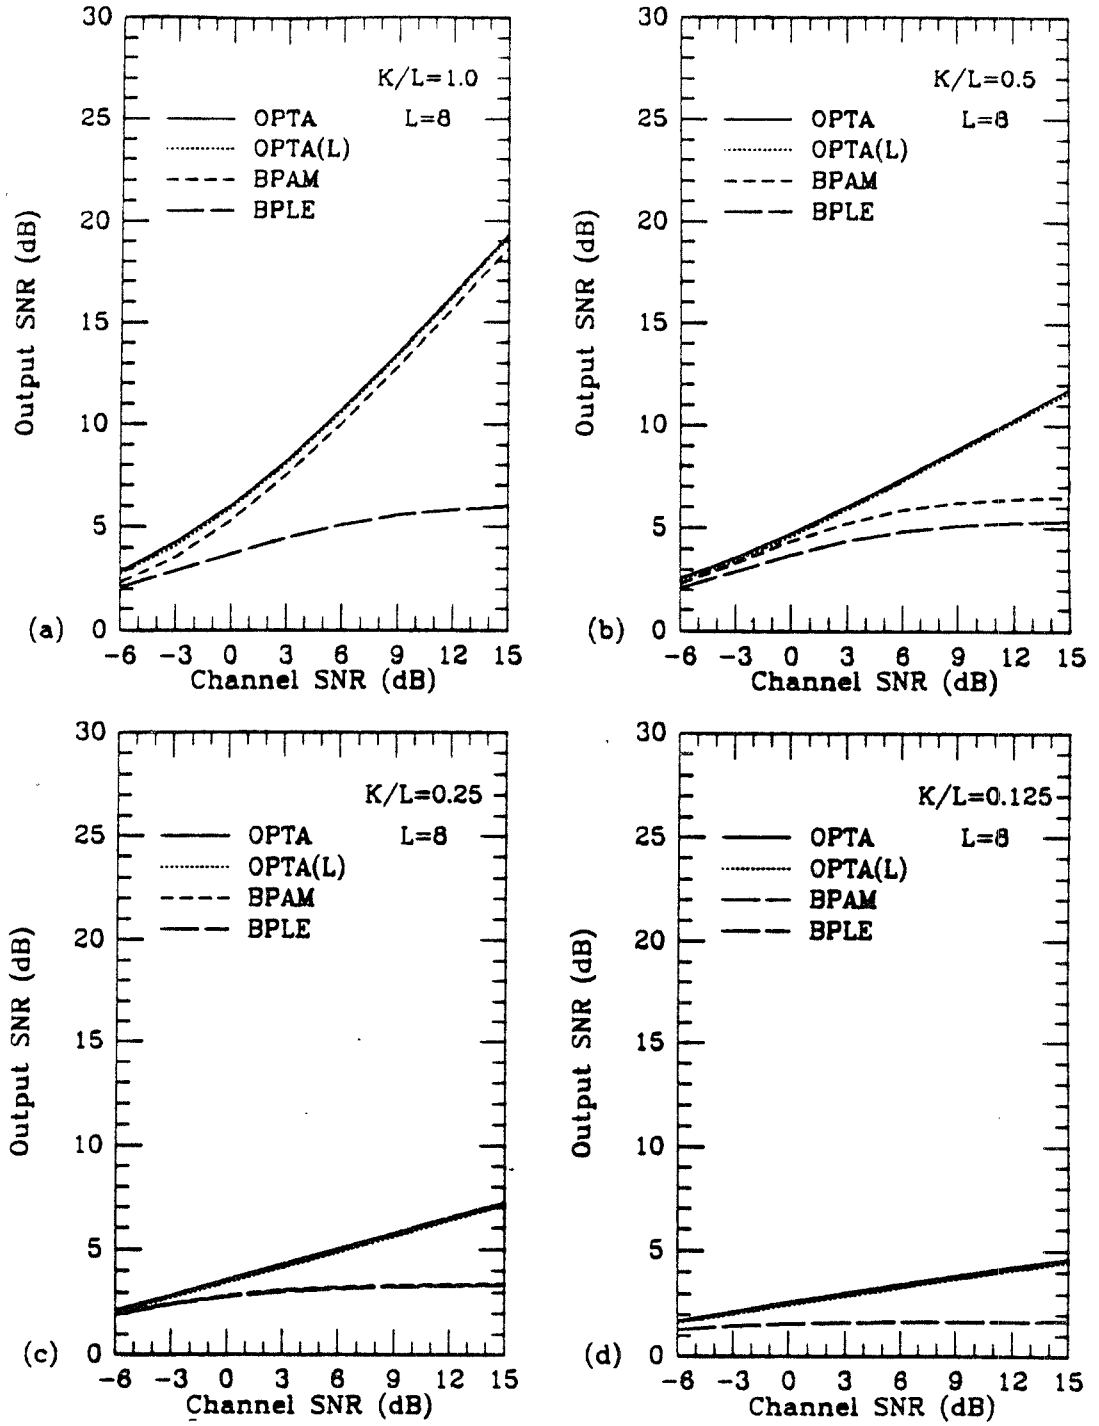 30
25
20
15
10
5
0
Output SNR (dB)
K/L=1.0
L=8
OPTA
OPTA(L)
BPAM
BPLE
(a)
-6 -3 0 3 6 9 12 15
Channel SNR (dB)
30
25
20
15
10
5
0
Output SNR (dB)
K/L=0.5
L=8
OPTA
OPTA(L)
BPAM
BPLE
(b)
-6 -3 0 3 6 9 12 15
Channel SNR (dB)
30
25
20
15
10
5
0
Output SNR (dB)
K/L=0.25
L=8
OPTA
OPTA(L)
BPAM
BPLE
(c)
-6 -3 0 3 6 9 12 15
Channel SNR (dB)
30
25
20
15
10
5
0
Output SNR (dB)
K/L=0.125
L=8
OPTA
OPTA(L)
BPAM
BPLE
(d)
-6 -3 0 3 6 9 12 15
Channel SNR (dB)